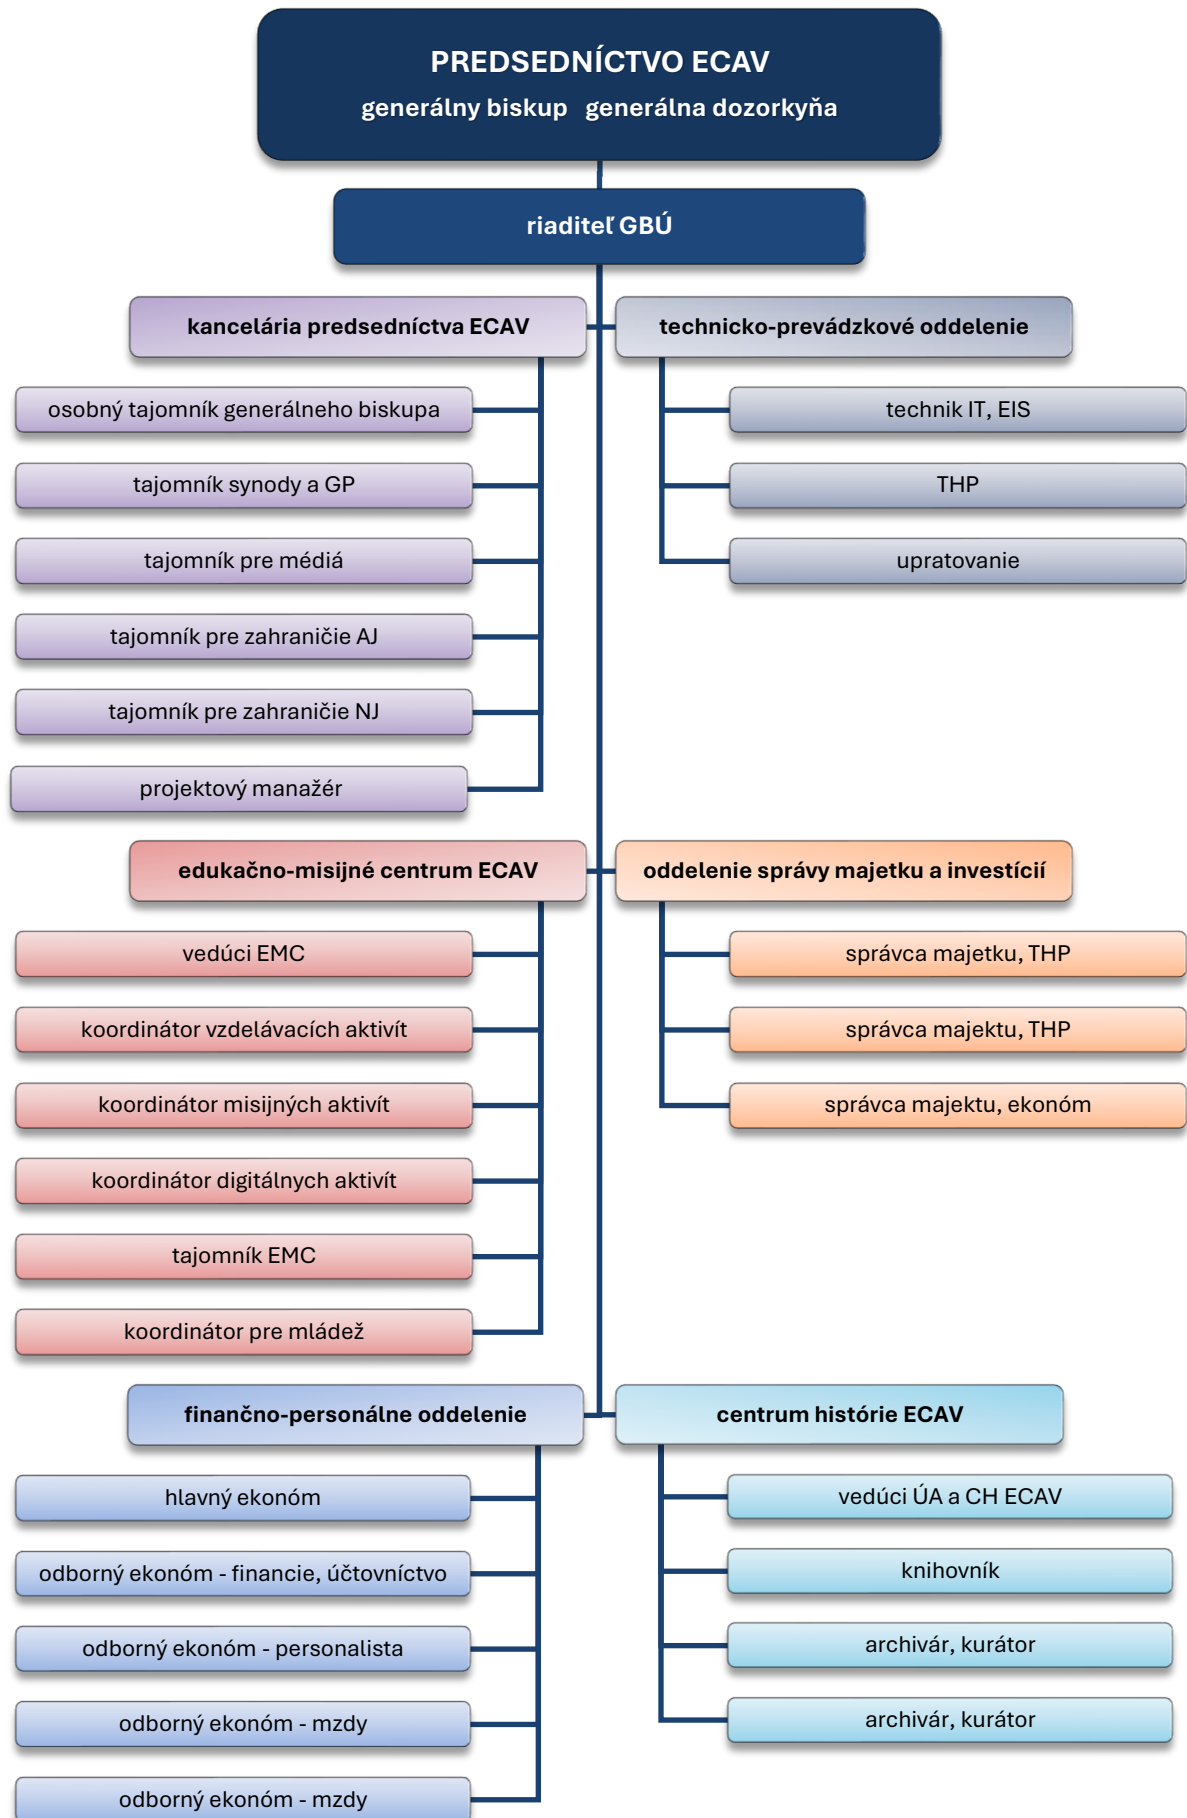 PREDSEDNÍCTVO ECAV
generálny biskup generálna dozorkyňa
riaditeľ GBÚ
kancelária predsedníctva ECAV
osobný tajomník generálneho biskupa
tajomník synody a GP
tajomník pre médiá
tajomník pre zahraničie AJ
tajomník pre zahraničie NJ
projektový manažér
technicko-prevádzkové oddelenie
technik IT, EIS
THP
upratovanie
edukačno-misijné centrum ECAV
vedúci EMC
koordinátor vzdelávacích aktivít
koordinátor misijných aktivít
koordinátor digitálnych aktivít
tajomník EMC
koordinátor pre mládež
oddelenie správy majetku a investícií
správca majetku, THP
správca majektu, THP
správca majektu, ekonóm
finančno-personálne oddelenie
hlavný ekonóm
odborný ekonóm - financie, účtovníctvo
odborný ekonóm - personalista
odborný ekonóm - mzdy
odborný ekonóm - mzdy
centrum histórie ECAV
vedúci ÚA a CH ECAV
knihovník
archivár, kurátor
archivár, kurátor